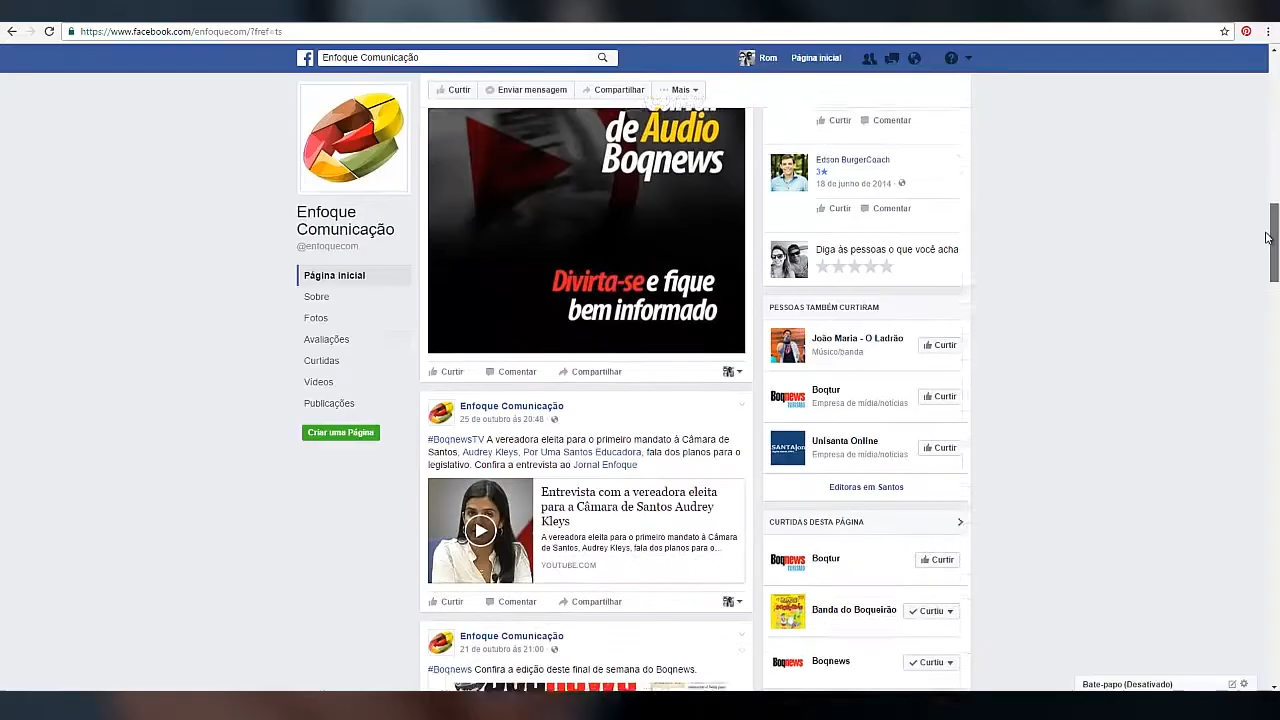 https://www.facebook.com/enfoquecom/?fref=ts
Enfoque Comunicação
Rom
Página inicial
Curtir
Enviar mensagem
Compartilhar
Mais
Enfoque
Comunicação
@enfoquecom
Página inicial
Sobre
Fotos
Avaliações
Curtidas
Vídeos
Publicações
Criar uma Página
de Áudio
Boqnews
Divirta-se e fique
bem informado
Curtir
Comentar
Compartilhar
Enfoque Comunicação
25 de outubro às 20:48
#BoqnewsTV A vereadora eleita para o primeiro mandato à Câmara de
Santos, Audrey Kleys, Por Uma Santos Educadora, fala dos planos para o
legislativo. Confira a entrevista ao Jornal Enfoque
Entrevista com a vereadora eleita
para a Câmara de Santos Audrey
Kleys
A vereadora eleita para o primeiro mandato à Câmara
de Santos, Audrey Kleys, fala dos planos para o...
YOUTUBE.COM
Curtir
Comentar
Compartilhar
Enfoque Comunicação
21 de outubro às 21:00
#Boqnews Confira a edição deste final de semana do Boqnews.
Curtir
Comentar
Edson BurgerCoach
3★
18 de junho de 2014
Curtir
Comentar
Diga às pessoas o que você acha
PESSOAS TAMBÉM CURTIRAM
João Maria - O Ladrão
Músico/banda
Curtir
Boqnews
Boqtur
Empresa de mídia/notícias
Curtir
Unisanta Online
Empresa de mídia/notícias
Curtir
Editoras em Santos
CURTIDAS DESTA PÁGINA
Boqnews
Boqtur
Curtir
Banda do Boqueirão
Curtiu
Boqnews
Boqnews
Curtiu
Bate-papo (Desativado)